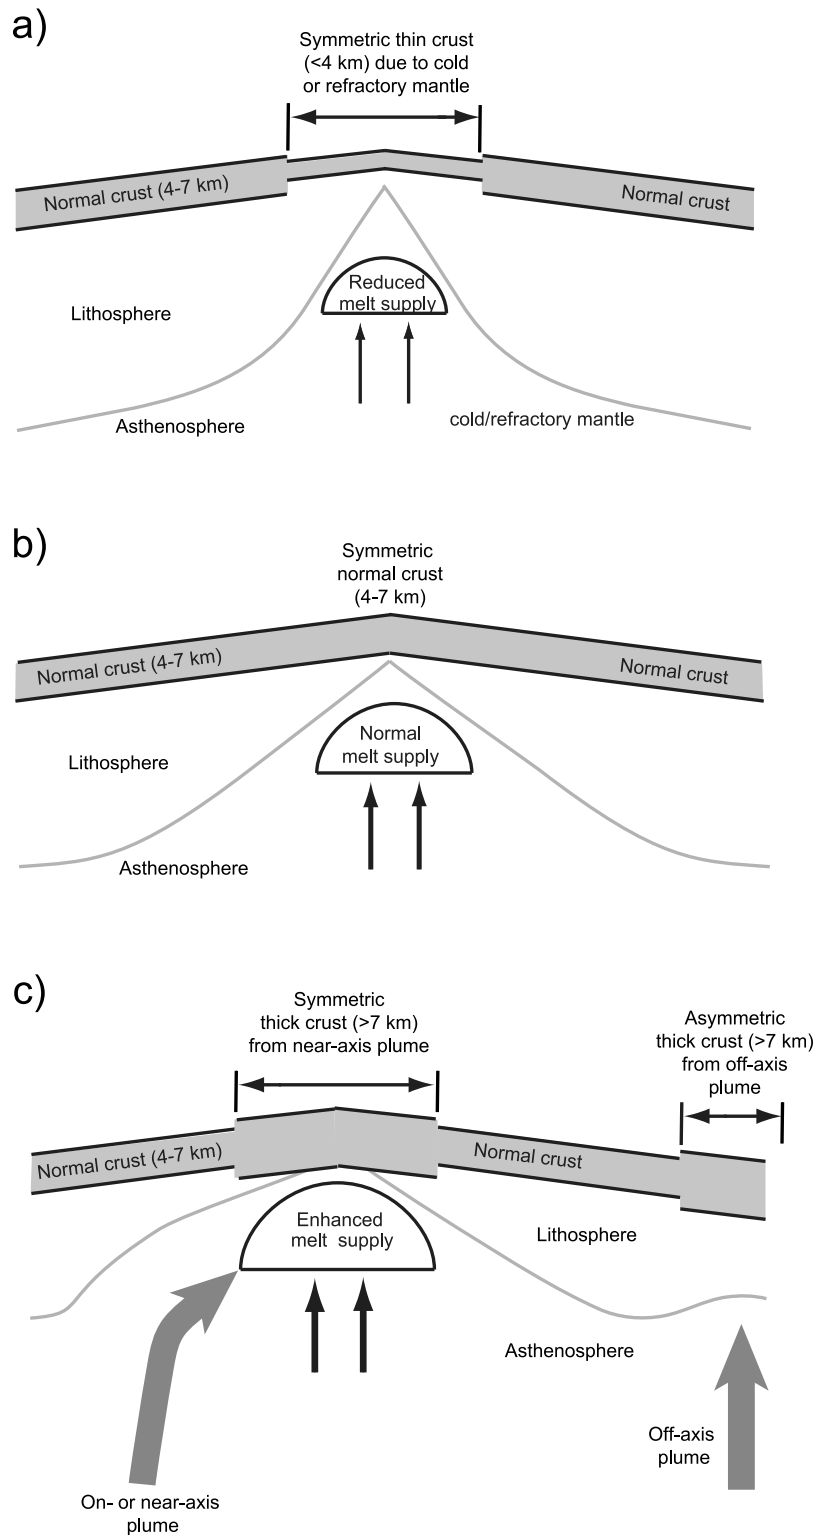 a)
Symmetric thin crust
(<4 km) due to cold
or refractory mantle
Normal crust (4-7 km)
Normal crust
Reduced
melt supply
Lithosphere
Asthenosphere
cold/refractory mantle
b)
Symmetric
normal crust
(4-7 km)
Normal crust (4-7 km)
Normal crust
Normal
melt supply
Lithosphere
Asthenosphere
c)
Symmetric
thick crust (>7 km)
from near-axis plume
Asymmetric
thick crust (>7 km)
from off-axis
plume
Normal crust (4-7 km)
Normal crust
Enhanced
melt supply
Lithosphere
Asthenosphere
Off-axis
plume
On- or near-axis
plume